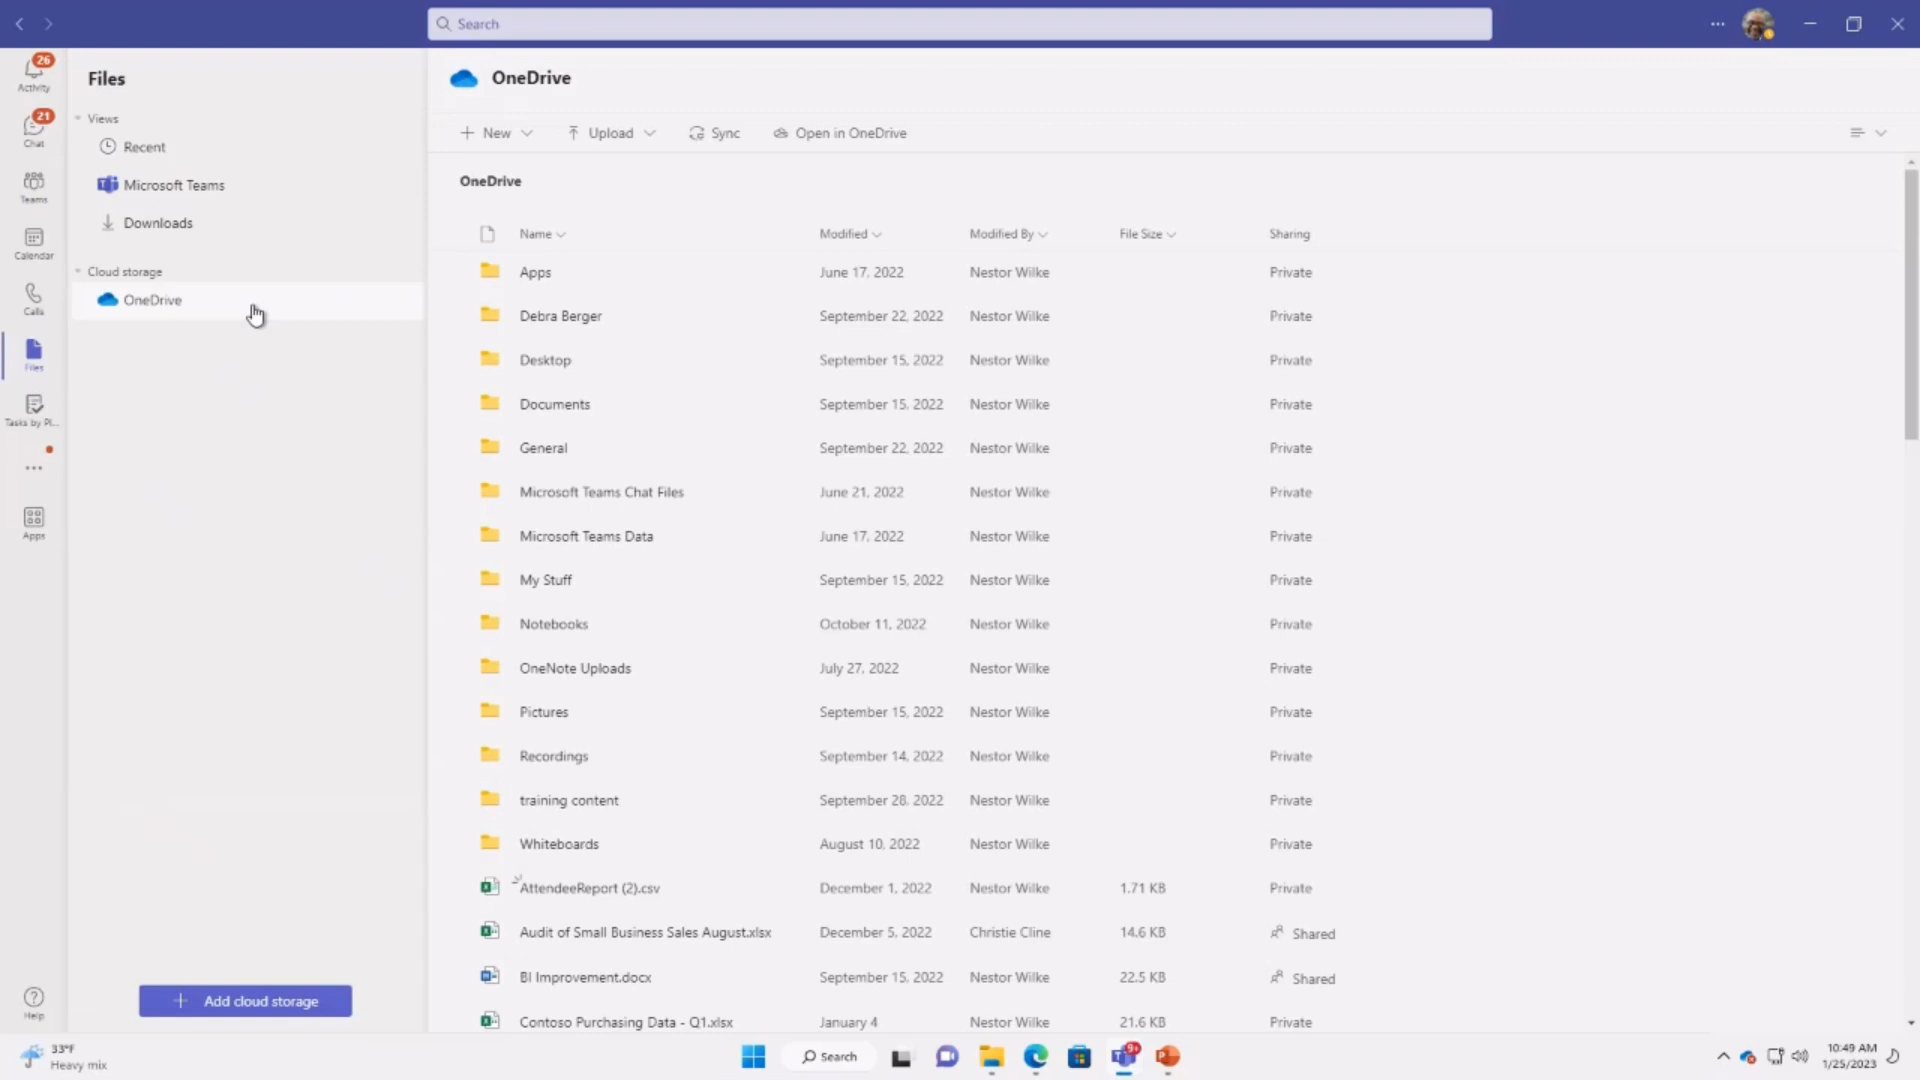 Search
26
Activity
21
Chat
Teams
Calendar
Calls
Files
Tasks by Pl...
Apps
Help
Files
Views
Recent
Microsoft Teams
Downloads
Cloud storage
OneDrive
Add cloud storage
OneDrive
New
Upload
Sync
Open in OneDrive
OneDrive
Name Modified Modified By File Size Sharing
Apps June 17, 2022 Nestor Wilke Private
Debra Berger September 22, 2022 Nestor Wilke Private
Desktop September 15, 2022 Nestor Wilke Private
Documents September 15, 2022 Nestor Wilke Private
General September 22, 2022 Nestor Wilke Private
Microsoft Teams Chat Files June 21, 2022 Nestor Wilke Private
Microsoft Teams Data June 17, 2022 Nestor Wilke Private
My Stuff September 15, 2022 Nestor Wilke Private
Notebooks October 11, 2022 Nestor Wilke Private
OneNote Uploads July 27, 2022 Nestor Wilke Private
Pictures September 15, 2022 Nestor Wilke Private
Recordings September 14, 2022 Nestor Wilke Private
training content September 28, 2022 Nestor Wilke Private
Whiteboards August 10, 2022 Nestor Wilke Private
AttendeeReport (2).csv December 1, 2022 Nestor Wilke 1.71 KB Private
Audit of Small Business Sales August.xlsx December 5, 2022 Christie Cline 14.6 KB Shared
BI Improvement.docx September 15, 2022 Nestor Wilke 22.5 KB Shared
Contoso Purchasing Data - Q1.xlsx January 4 Nestor Wilke 21.6 KB Private
33°F
Heavy mix
Search
9+
10:49 AM
1/25/2023